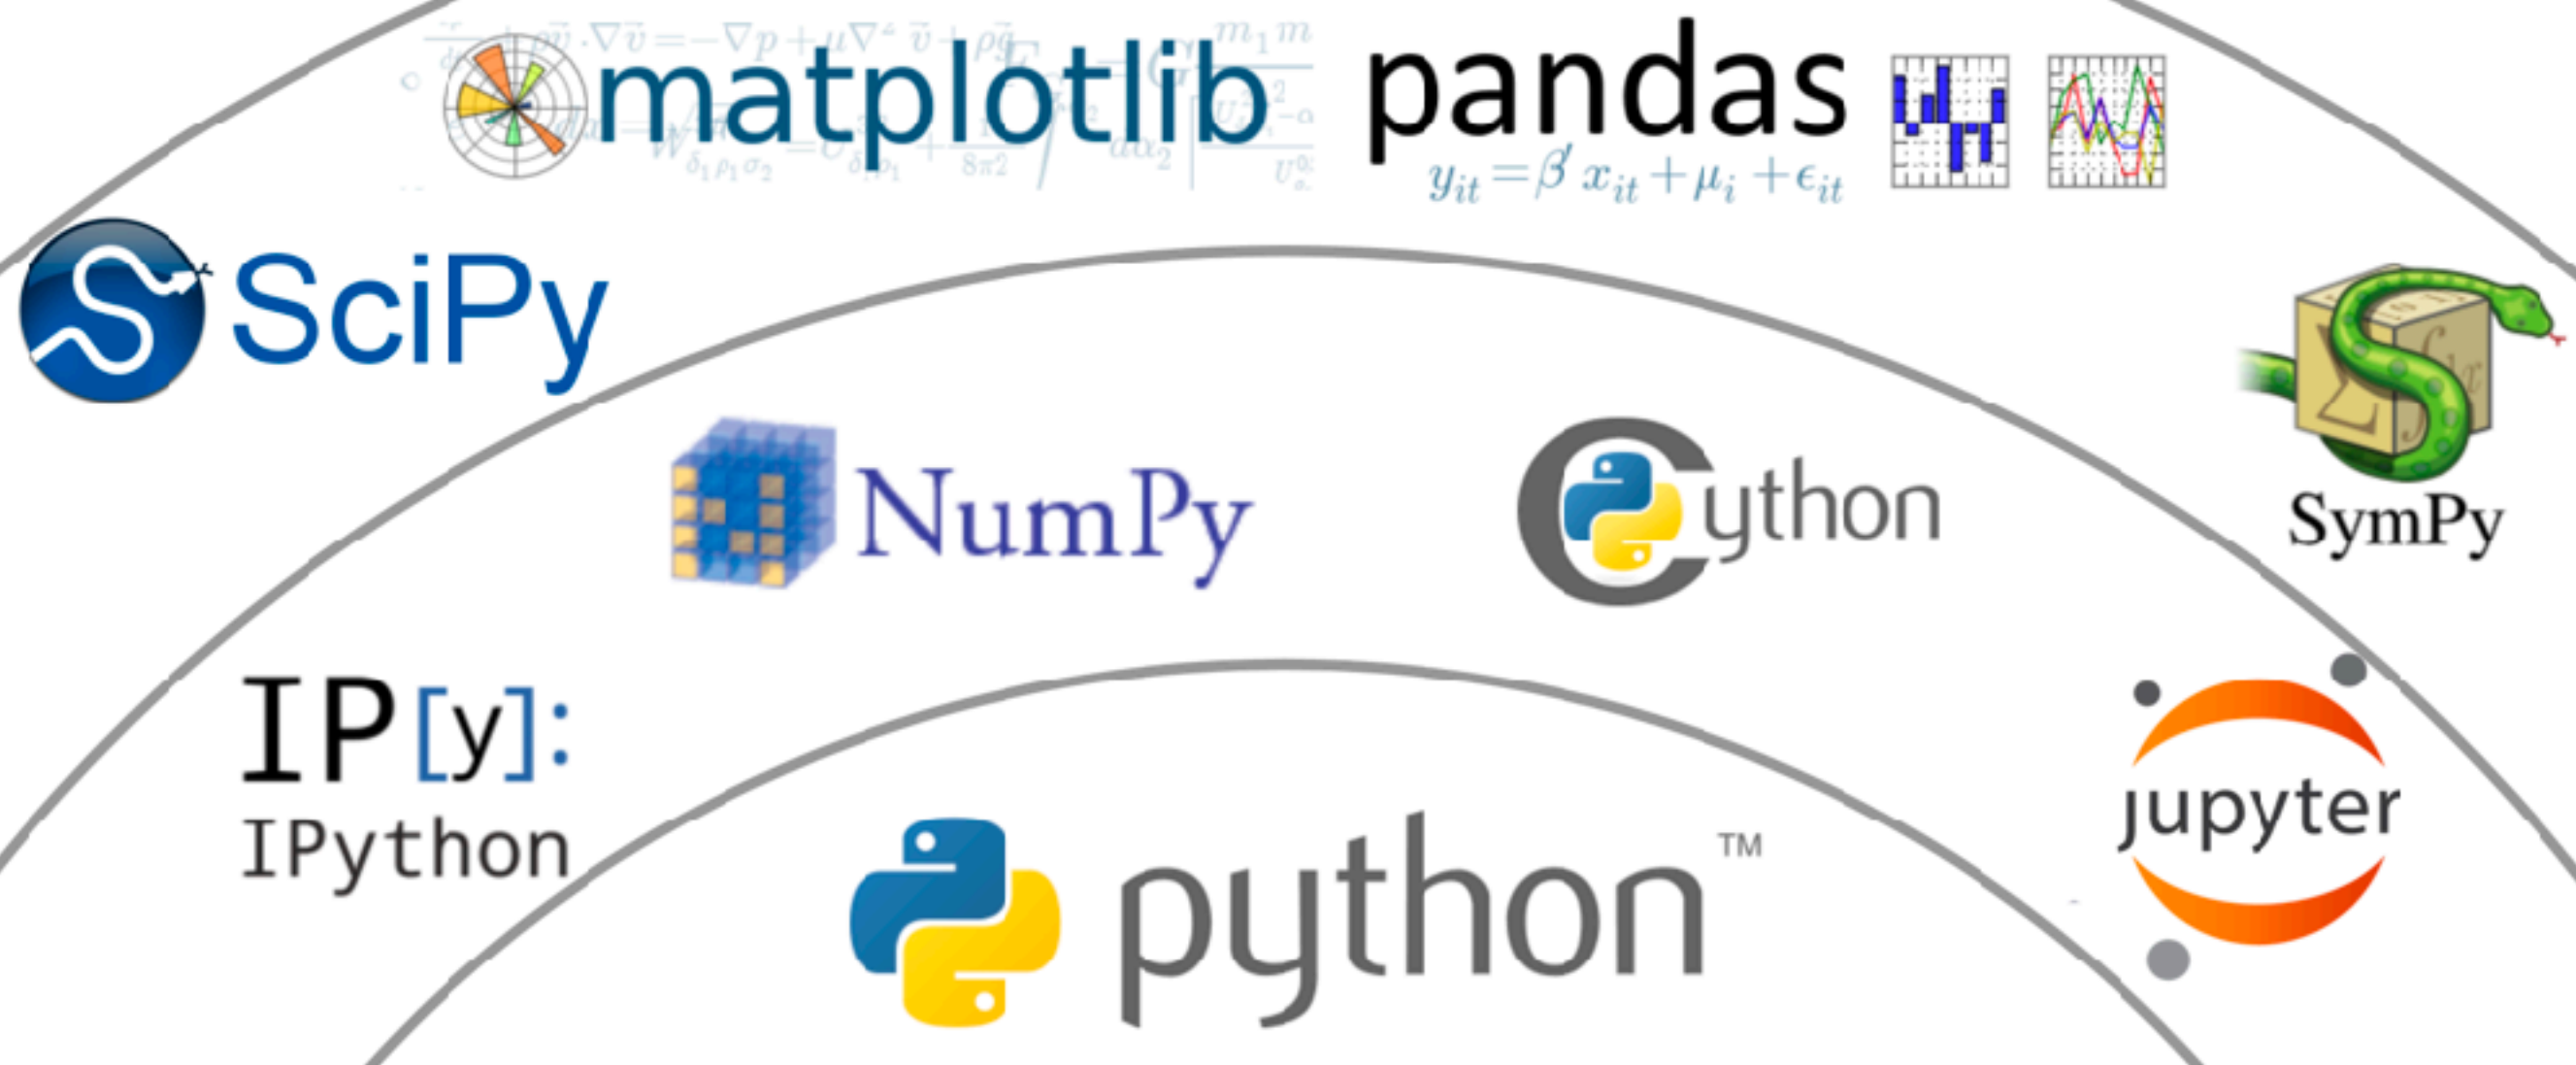 matplotlib
pandas
y_it = β′ x_it + μ_i + ϵ_it
SciPy
SymPy
NumPy
Cython
IP[y]:
IPython
jupyter
python™